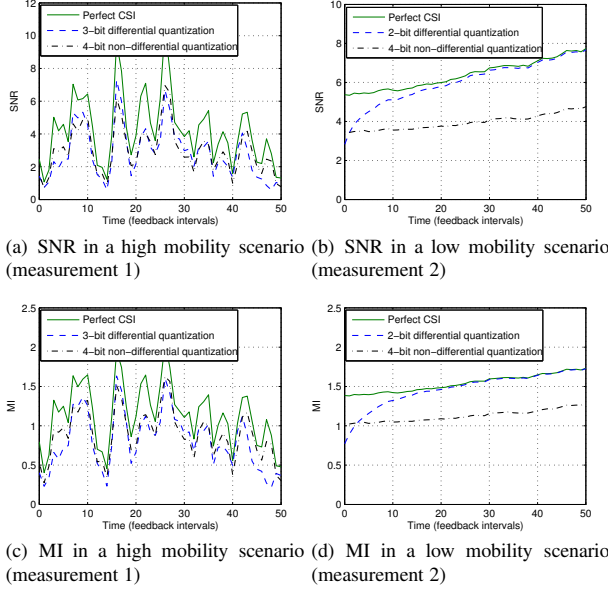 12
10
8
6
4
2
0
SNR
Perfect CSI
3−bit differential quantization
4−bit non−differential quantization
0 10 20 30 40 50
Time (feedback intervals)
(a) SNR in a high mobility scenario
(measurement 1)
10
8
6
4
2
0
SNR
Perfect CSI
2−bit differential quantization
4−bit non−differential quantization
0 10 20 30 40 50
Time (feedback intervals)
(b) SNR in a low mobility scenario
(measurement 2)
2.5
2
1.5
1
0.5
0
MI
Perfect CSI
3−bit differential quantization
4−bit non−differential quantization
0 10 20 30 40 50
Time (feedback intervals)
(c) MI in a high mobility scenario
(measurement 1)
2.5
2
1.5
1
0.5
0
MI
Perfect CSI
2−bit differential quantization
4−bit non−differential quantization
0 10 20 30 40 50
Time (feedback intervals)
(d) MI in a low mobility scenario
(measurement 2)